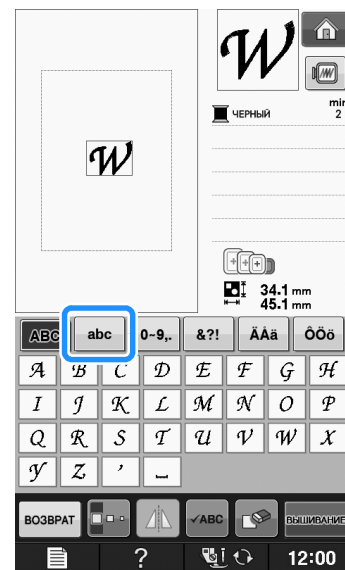 W
W
min
ЧЕРНЫЙ 2
34.1 mm
45.1 mm
ABC abc 0~9,. &?! ÄÅä ÔÖö
A B C D E F G H
I J K L M N O P
Q R S T U V W X
Y Z ’ _
ВОЗВРАТ ✓ABC ВЫШИВАНИЕ
? 12:00